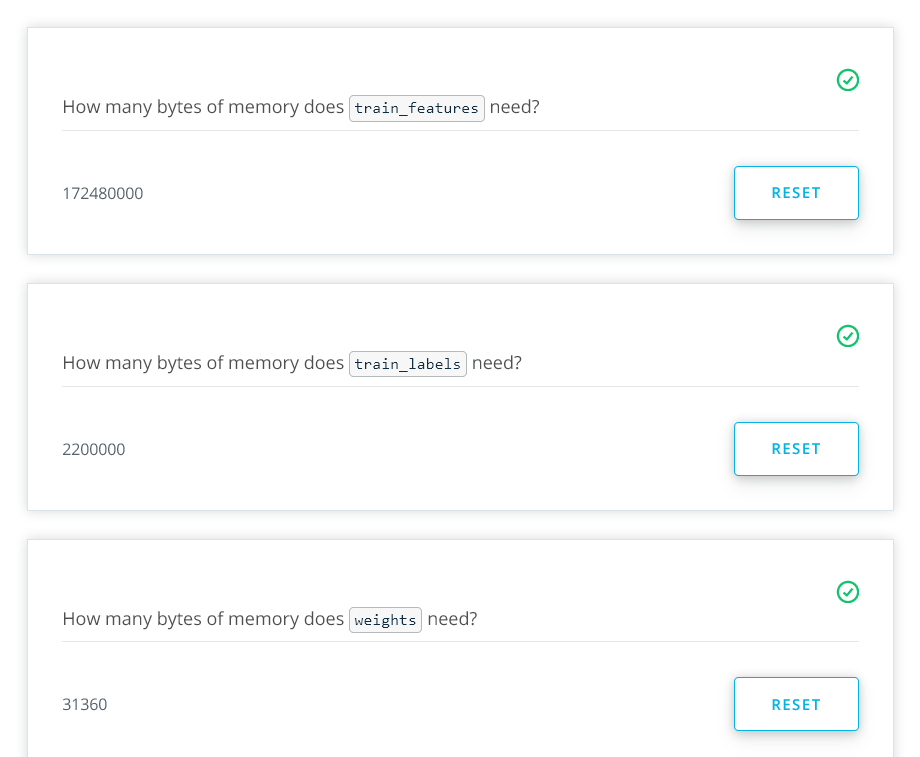 How many bytes of memory does train_features need?
172480000
RESET
How many bytes of memory does train_labels need?
2200000
RESET
How many bytes of memory does weights need?
31360
RESET